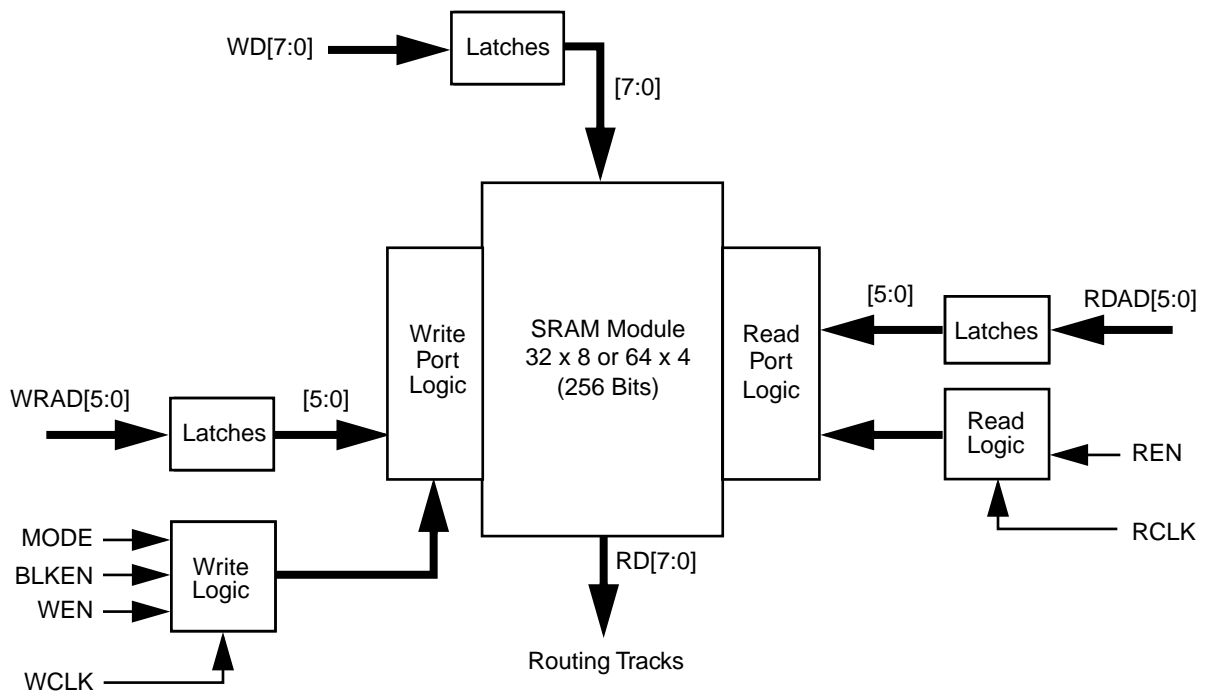 WD[7:0]
Latches
[7:0]
SRAM Module
32 x 8 or 64 x 4
(256 Bits)
Write
Port
Logic
Read
Port
Logic
[5:0]
Latches
RDAD[5:0]
WRAD[5:0]
Latches
[5:0]
Read
Logic
REN
RCLK
MODE
BLKEN
WEN
WCLK
Write
Logic
RD[7:0]
Routing Tracks